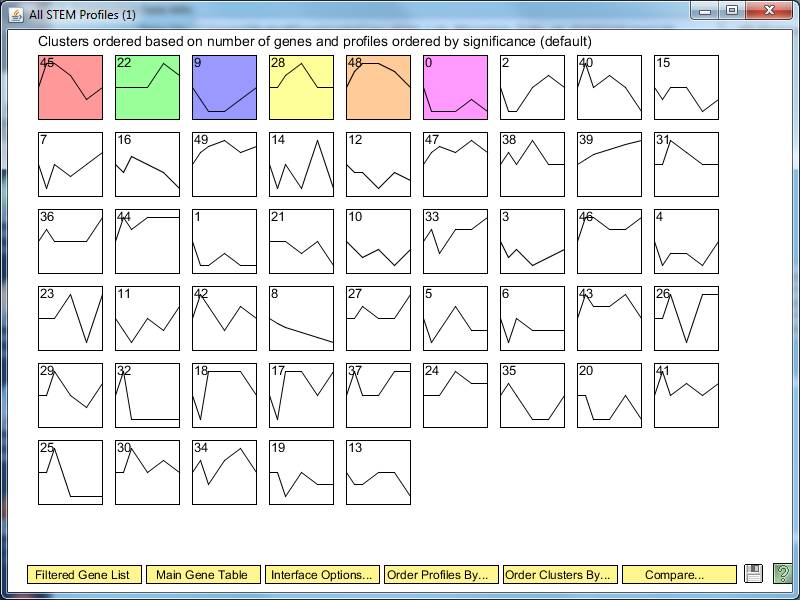 All STEM Profiles (1)
Clusters ordered based on number of genes and profiles ordered by significance (default)
45 22 9 28 48 0 2 40 15
7 16 49 14 12 47 38 39 31
36 44 1 21 10 33 3 46 4
23 11 42 8 27 5 6 43 26
29 32 18 17 37 24 35 20 41
25 30 34 19 13
Filtered Gene List Main Gene Table Interface Options... Order Profiles By... Order Clusters By... Compare... ?